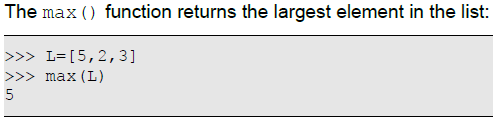 The max() function returns the largest element in the list:
>>> L=[5,2,3]
>>> max(L)
5